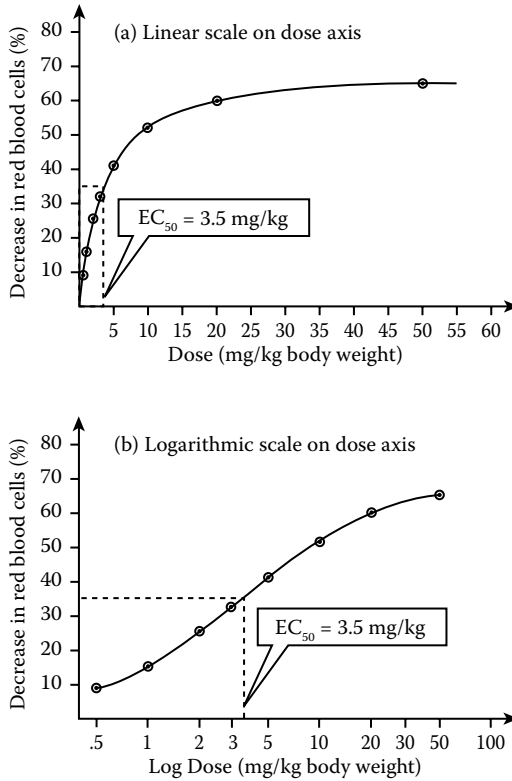 (a) Linear scale on dose axis
Decrease in red blood cells (%)
80
70
60
50
40
30
20
10
EC50 = 3.5 mg/kg
5 10 15 20 25 30 35 40 45 50 55 60
Dose (mg/kg body weight)
(b) Logarithmic scale on dose axis
Decrease in red blood cells (%)
80
70
60
50
40
30
20
10
EC50 = 3.5 mg/kg
.5 1 2 3 5 10 20 30 50 100
Log Dose (mg/kg body weight)